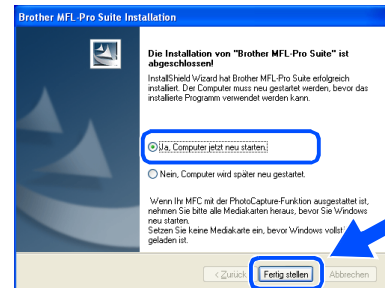 Brother MFL-Pro Suite Installation
Die Installation von "Brother MFL-Pro Suite" ist
abgeschlossen!
InstallShield Wizard hat Brother MFL-Pro Suite erfolgreich
installiert. Der Computer muss neu gestartet werden, bevor das
installierte Programm verwendet werden kann.
Ja, Computer jetzt neu starten.
Nein, Computer wird später neu gestartet.
Wenn Ihr MFC mit der PhotoCapture-Funktion ausgestattet ist,
nehmen Sie bitte alle Mediakarten heraus, bevor Sie Windows
neu starten.
Setzen Sie keine Mediakarte ein, bevor Windows
geladen ist.
< Zurück Fertig stellen Abbrechen